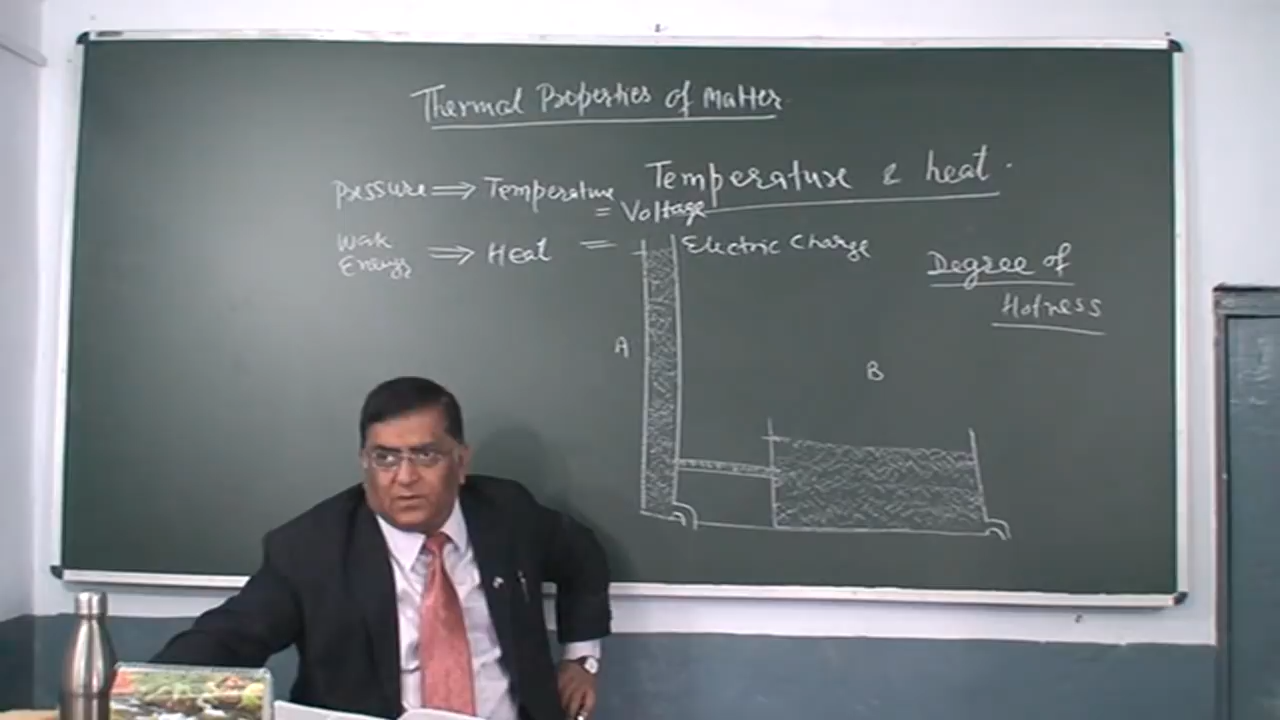 Thermal Properties of Matter
Temperature & heat.
Pressure ⇒ Temperature
= Voltage
Work
Energy ⇒ Heat = Electric Charge
Degree of
Hotness
A
B